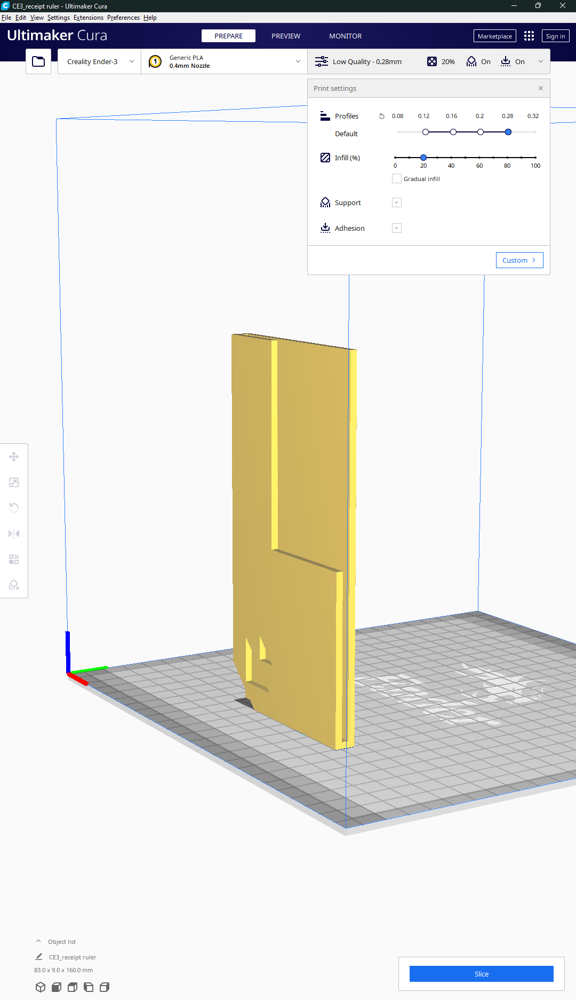 CE3_receipt ruler - Ultimaker Cura
File Edit View Settings Extensions Preferences Help
Ultimaker Cura PREPARE PREVIEW MONITOR Marketplace Sign in
Creality Ender-3
1
Generic PLA
0.4mm Nozzle
Low Quality - 0.28mm 20% On On
Print settings
Profiles 0.08 0.12 0.16 0.2 0.28 0.32
Default
Infill (%)
0 20 40 60 80 100
Gradual infill
Support
Adhesion
Custom
Object list
CE3_receipt ruler
83.0 x 9.0 x 160.0 mm
Slice